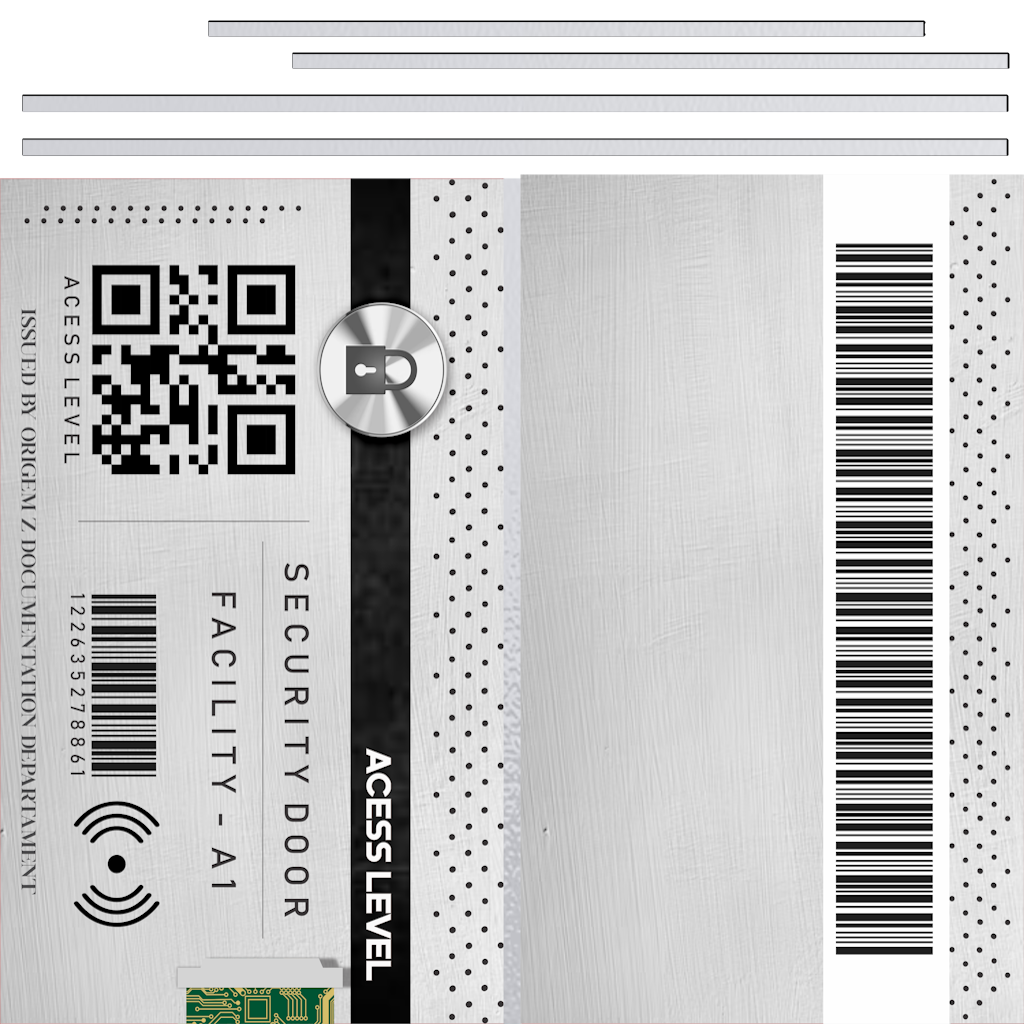 ACESS LEVEL
SECURITY DOOR
FACILITY - A1
ACESS LEVEL
122635278861
ISSUED BY ORIGEM Z DOCUMENTATION DEPARTAMENT